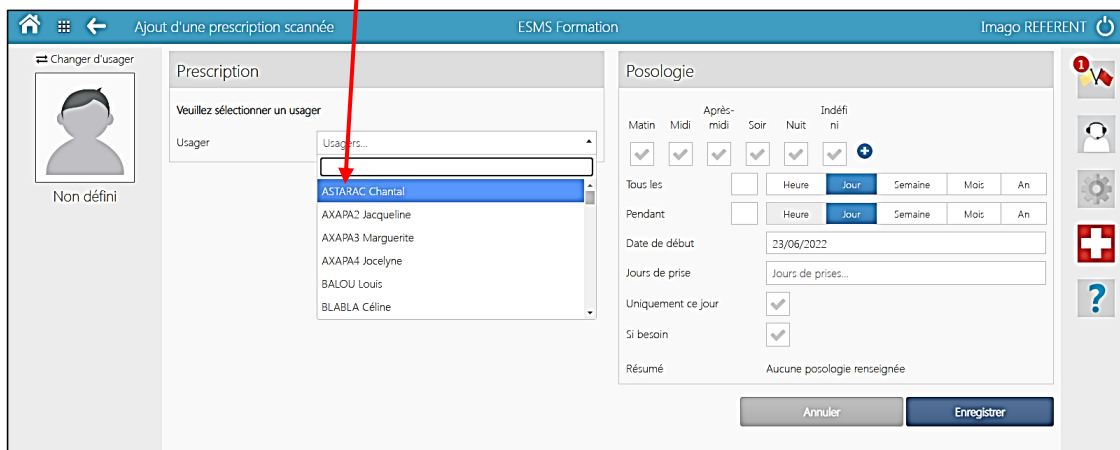 Ajout d'une prescription scannée
ESMS Formation
Imago REFERENT
Changer d'usager
Non défini
Prescription
Veuillez sélectionner un usager
Usager
Usagers...
ASTARAC Chantal
AXAPA2 Jacqueline
AXAPA3 Marguerite
AXAPA4 Jocelyne
BALOU Louis
BLABLA Céline
Posologie
Matin Midi Après-midi Soir Nuit Indéfini
Tous les Heure Jour Semaine Mois An
Pendant Heure Jour Semaine Mois An
Date de début 23/06/2022
Jours de prise Jours de prises...
Uniquement ce jour
Si besoin
Résumé Aucune posologie renseignée
Annuler Enregistrer
1
?